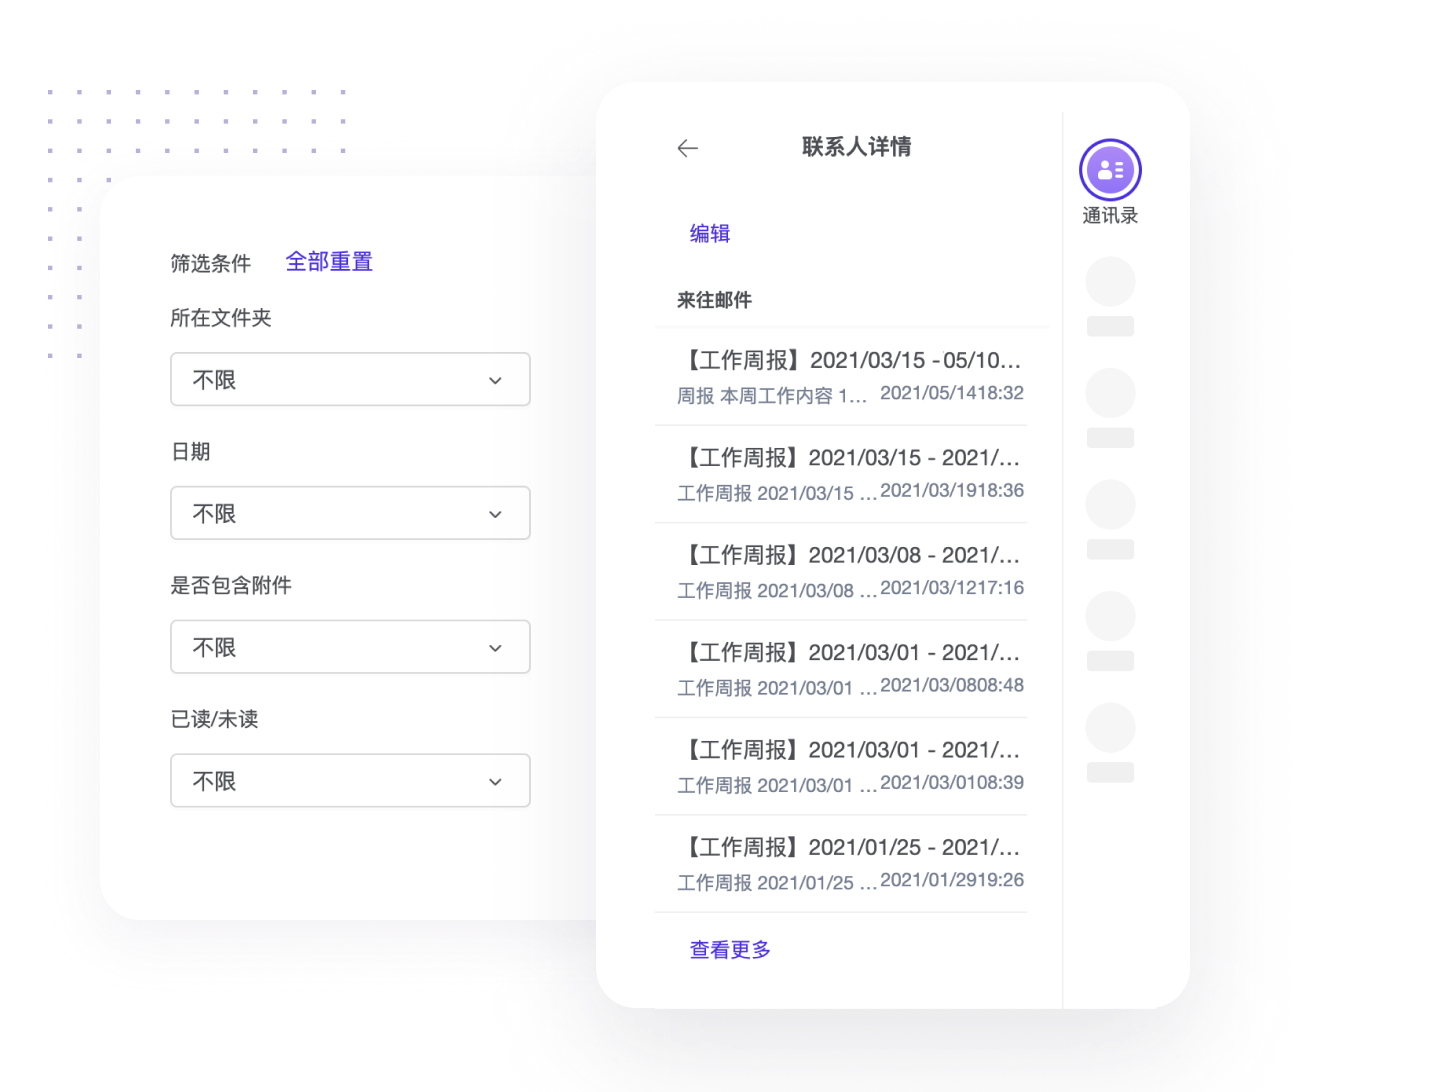 筛选条件 全部重置
所在文件夹
不限
日期
不限
是否包含附件
不限
已读/未读
不限
联系人详情
编辑
来往邮件
【工作周报】2021/03/15 -05/10...
周报 本周工作内容 1... 2021/05/1418:32
【工作周报】2021/03/15 - 2021/...
工作周报 2021/03/15 ... 2021/03/1918:36
【工作周报】2021/03/08 - 2021/...
工作周报 2021/03/08 ... 2021/03/1217:16
【工作周报】2021/03/01 - 2021/...
工作周报 2021/03/01 ... 2021/03/0808:48
【工作周报】2021/03/01 - 2021/...
工作周报 2021/03/01 ... 2021/03/0108:39
【工作周报】2021/01/25 - 2021/...
工作周报 2021/01/25 ... 2021/01/2919:26
查看更多
通讯录